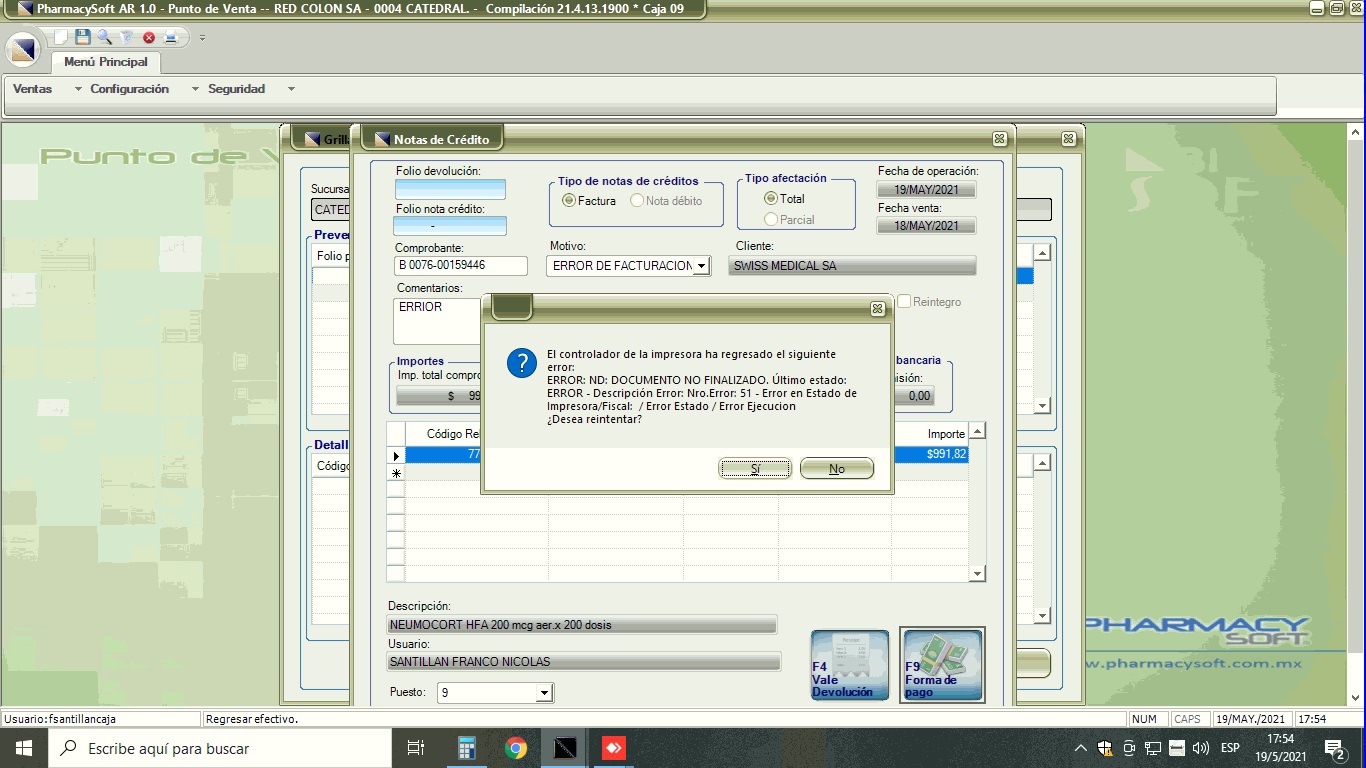 PharmacySoft AR 1.0 - Punto de Venta -- RED COLON SA - 0004 CATEDRAL. - Compilación 21.4.13.1900 * Caja 09
Menú Principal
Ventas Configuración Seguridad
Punto de V
Grill
Notas de Crédito
Sucursa
CATED
Preve
Folio p
Detall
Código
Folio devolución:
Folio nota crédito:
-
Tipo de notas de créditos
Factura Nota débito
Tipo afectación
Total
Parcial
Fecha de operación:
19/MAY/2021
Fecha venta:
18/MAY/2021
Comprobante:
B 0076-00159446
Motivo:
ERROR DE FACTURACION
Cliente:
SWISS MEDICAL SA
Comentarios:
ERRIOR
Reintegro
Importes
Imp. total compro
$ 99
bancaria
isión:
0,00
El controlador de la impresora ha regresado el siguiente
error:
ERROR: ND: DOCUMENTO NO FINALIZADO. Último estado:
ERROR - Descripción Error: Nro.Error: 51 - Error en Estado de
Impresora/Fiscal: / Error Estado / Error Ejecucion
¿Desea reintentar?
Sí No
Código Rel Importe
77 $991,82
Descripción:
NEUMOCORT HFA 200 mcg aer.x 200 dosis
Usuario:
SANTILLAN FRANCO NICOLAS
Puesto: 9
F4
Vale
Devolución
F9
Forma de
pago
PHARMACY
SOFT
w.pharmacysoft.com.mx
Usuario:fsantillancaja Regresar efectivo. NUM CAPS 19/MAY./2021 17:54
Escribe aquí para buscar
ESP
17:54
19/5/2021
2